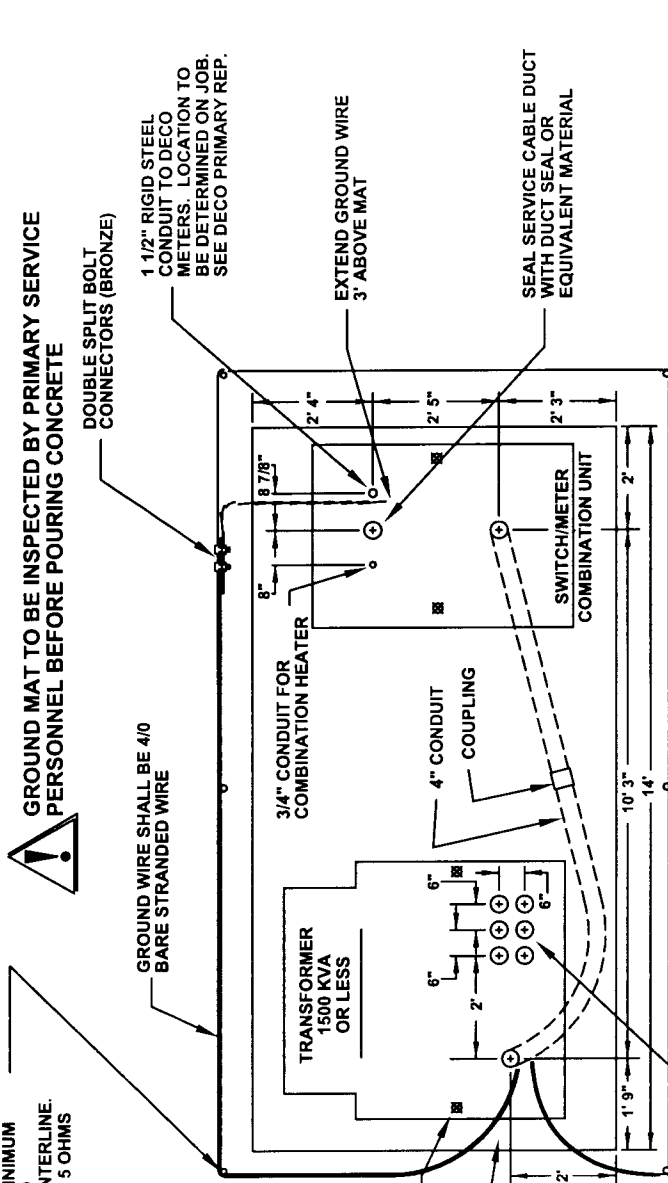 INIMUM
NTERLINE.
5 OHMS
GROUND MAT TO BE INSPECTED BY PRIMARY SERVICE
PERSONNEL BEFORE POURING CONCRETE
GROUND WIRE SHALL BE 4/0
BARE STRANDED WIRE
DOUBLE SPLIT BOLT
CONNECTORS (BRONZE)
1 1/2" RIGID STEEL
CONDUIT TO DECO
METERS. LOCATION TO
BE DETERMINED ON JOB.
SEE DECO PRIMARY REP.
EXTEND GROUND WIRE
3' ABOVE MAT
SEAL SERVICE CABLE DUCT
WITH DUCT SEAL OR
EQUIVALENT MATERIAL
TRANSFORMER
1500 KVA
OR LESS
3/4" CONDUIT FOR
COMBINATION HEATER
4" CONDUIT
COUPLING
SWITCH/METER
COMBINATION UNIT
8"
8 7/8"
2' 4"
2' 5"
2' 3"
6"
6"
6"
2'
2'
1' 9"
10' 3"
2'
14'